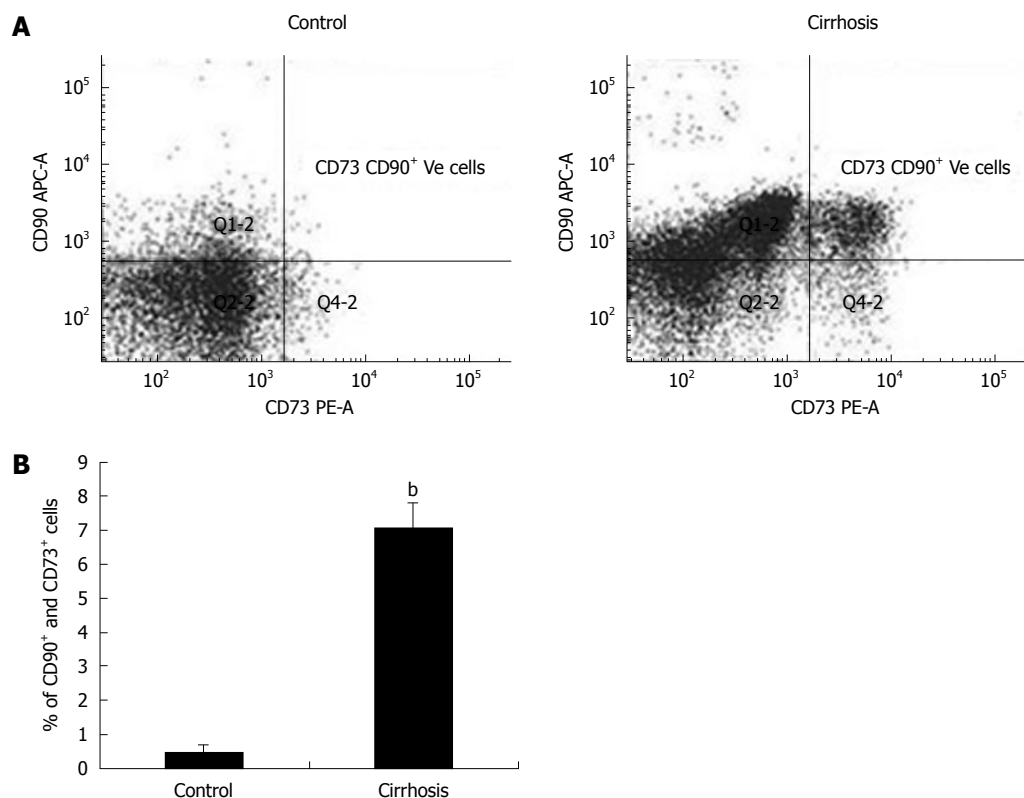 A
Control
10⁵
10⁴
10³
10²
CD90 APC-A
CD73 CD90⁺ Ve cells
Q1-2
Q2-2
Q4-2
10² 10³ 10⁴ 10⁵
CD73 PE-A
Cirrhosis
10⁵
10⁴
10³
10²
CD90 APC-A
CD73 CD90⁺ Ve cells
Q1-2
Q2-2
Q4-2
10² 10³ 10⁴ 10⁵
CD73 PE-A
B
% of CD90⁺ and CD73⁺ cells
9
8
7
6
5
4
3
2
1
0
b
Control Cirrhosis